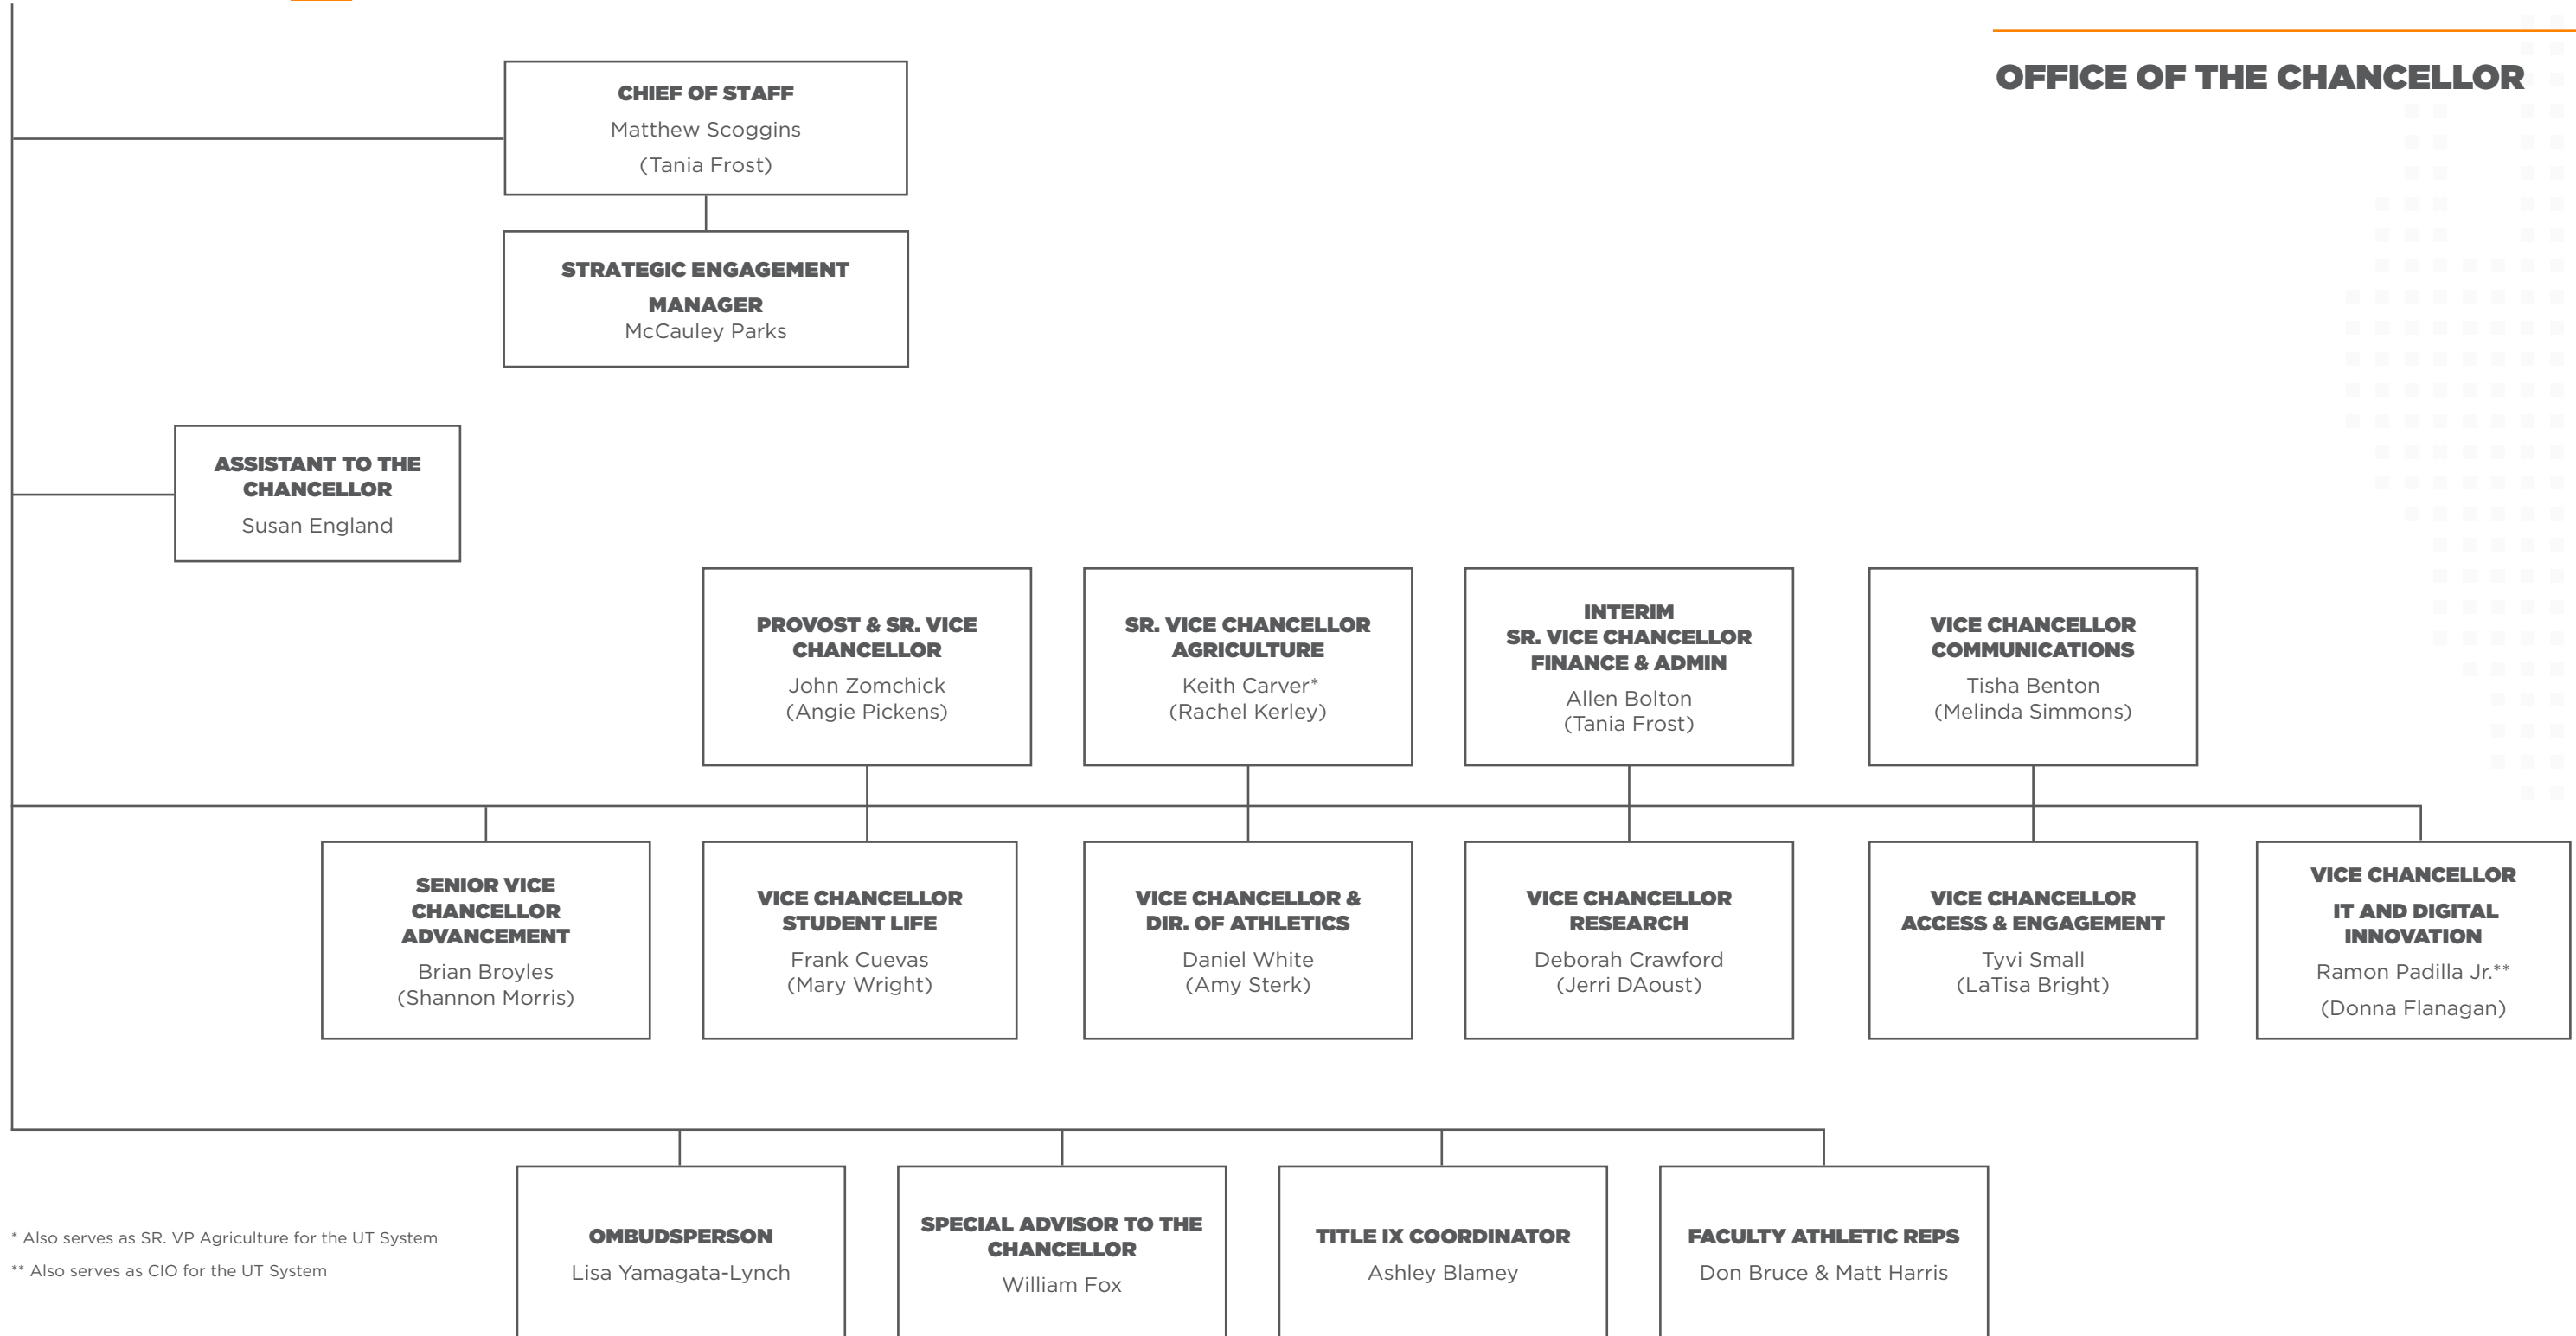 OFFICE OF THE CHANCELLOR
CHIEF OF STAFF
Matthew Scoggins
(Tania Frost)
STRATEGIC ENGAGEMENT
MANAGER
McCauley Parks
ASSISTANT TO THE
CHANCELLOR
Susan England
PROVOST & SR. VICE
CHANCELLOR
John Zomchick
(Angie Pickens)
SR. VICE CHANCELLOR
AGRICULTURE
Keith Carver*
(Rachel Kerley)
INTERIM
SR. VICE CHANCELLOR
FINANCE & ADMIN
Allen Bolton
(Tania Frost)
VICE CHANCELLOR
COMMUNICATIONS
Tisha Benton
(Melinda Simmons)
SENIOR VICE
CHANCELLOR
ADVANCEMENT
Brian Broyles
(Shannon Morris)
VICE CHANCELLOR
STUDENT LIFE
Frank Cuevas
(Mary Wright)
VICE CHANCELLOR &
DIR. OF ATHLETICS
Daniel White
(Amy Sterk)
VICE CHANCELLOR
RESEARCH
Deborah Crawford
(Jerri DAoust)
VICE CHANCELLOR
ACCESS & ENGAGEMENT
Tyvi Small
(LaTisa Bright)
VICE CHANCELLOR
IT AND DIGITAL
INNOVATION
Ramon Padilla Jr.**
(Donna Flanagan)
OMBUDSPERSON
Lisa Yamagata-Lynch
SPECIAL ADVISOR TO THE
CHANCELLOR
William Fox
TITLE IX COORDINATOR
Ashley Blamey
FACULTY ATHLETIC REPS
Don Bruce & Matt Harris
* Also serves as SR. VP Agriculture for the UT System
** Also serves as CIO for the UT System